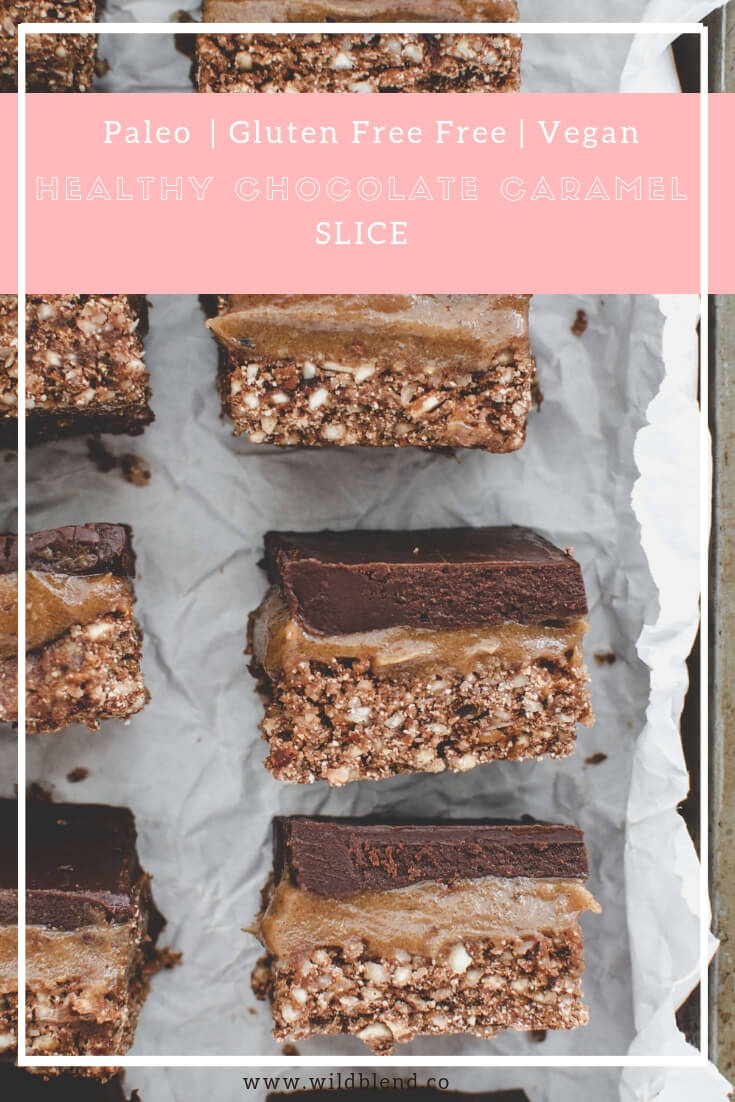 Paleo | Gluten Free Free | Vegan
HEALTHY CHOCOLATE CARAMEL
SLICE
www.wildblend.co